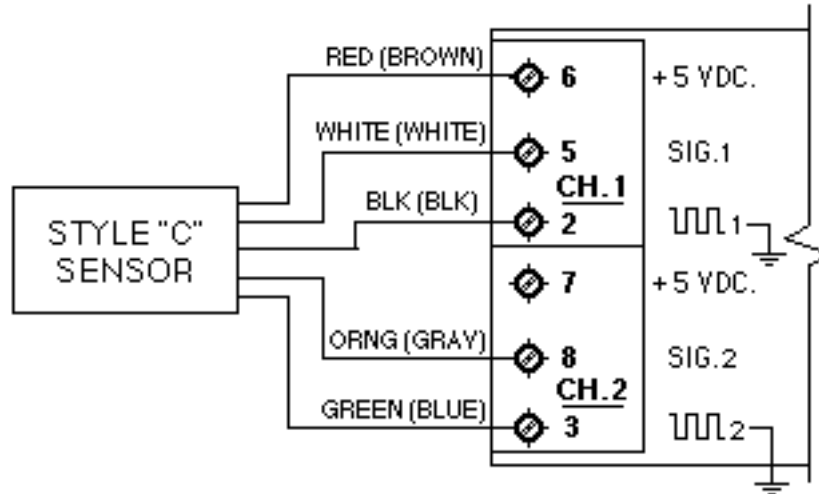 RED (BROWN)
6
+5 VDC.
WHITE (WHITE)
5
SIG.1
CH.1
BLK (BLK)
2
1
STYLE "C"
SENSOR
7
+5 VDC.
ORNG (GRAY)
8
SIG.2
CH.2
GREEN (BLUE)
3
2